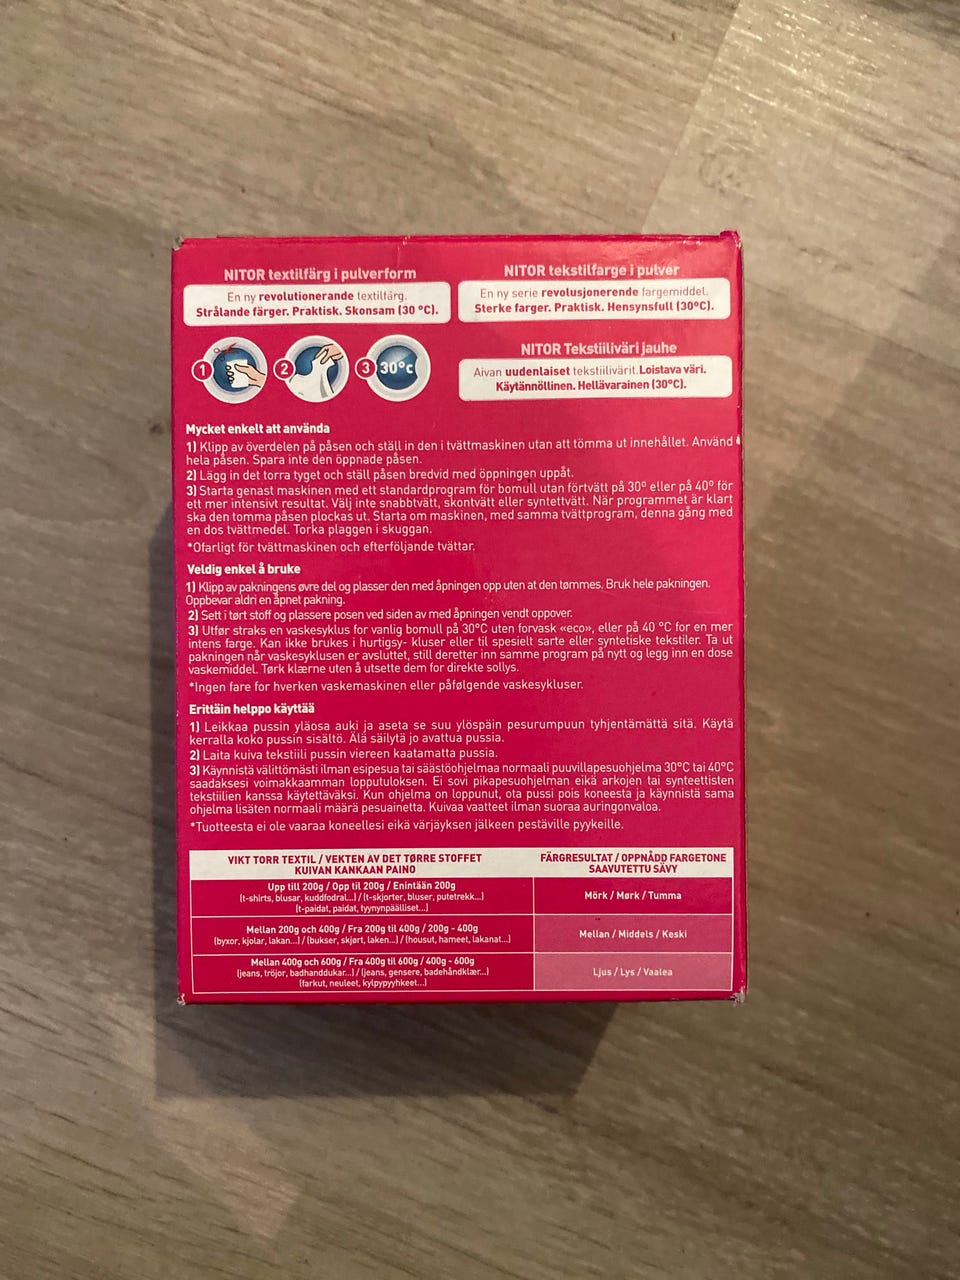 NITOR textilfärg i pulverform
En ny revolutionerande textilfärg.
Strålande färger. Praktisk. Skonsam (30 °C).
NITOR tekstilfarge i pulver
En ny serie revolusjonerende fargemiddel.
Sterke farger. Praktisk. Hensynsfull (30°C).
1
2
3
30°c
NITOR Tekstiiliväri jauhe
Aivan uudenlaiset tekstiilivärit. Loistava väri.
Käytännöllinen. Hellävarainen (30°C).
Mycket enkelt att använda
1) Klipp av överdelen på påsen och ställ in den i tvättmaskinen utan att tömma ut innehållet. Använd
hela påsen. Spara inte den öppnade påsen.
2) Lägg in det torra tyget och ställ påsen bredvid med öppningen uppåt.
3) Starta genast maskinen med ett standardprogram för bomull utan förtvätt på 30° eller på 40° för
ett mer intensivt resultat. Välj inte snabbtvätt, skontvätt eller syntettvätt. När programmet är klart
ska den tomma påsen plockas ut. Starta om maskinen, med samma tvättprogram, denna gång med
en dos tvättmedel. Torka plaggen i skuggan.
*Ofarligt för tvättmaskinen och efterföljande tvättar.
Veldig enkel å bruke
1) Klipp av pakningens øvre del og plasser den med åpningen opp uten at den tømmes. Bruk hele pakningen.
Oppbevar aldri en åpnet pakning.
2) Sett i tørt stoff og plassere posen ved siden av med åpningen vendt oppover.
3) Utfør straks en vaskesyklus for vanlig bomull på 30°C uten forvask «eco», eller på 40 °C for en mer
intens farge. Kan ikke brukes i hurtigsy- kluser eller til spesielt sarte eller syntetiske tekstiler. Ta ut
pakningen når vaskesyklusen er avsluttet, still deretter inn samme program på nytt og legg inn en dose
vaskemiddel. Tørk klærne uten å utsette dem for direkte sollys.
*Ingen fare for hverken vaskemaskinen eller påfølgende vaskesykluser.
Erittäin helppo käyttää
1) Leikkaa pussin yläosa auki ja aseta se suu ylöspäin pesurumpuun tyhjentämättä sitä. Käytä
kerralla koko pussin sisältö. Älä säilytä jo avattua pussia.
2) Laita kuiva tekstiili pussin viereen kaatamatta pussia.
3) Käynnistä välittömästi ilman esipesua tai säästöohjelmaa normaali puuvillapesuohjelma 30°C tai 40°C
saadaksesi voimakkaamman lopputuloksen. Ei sovi pikapesuohjelman eikä arkojen tai synteettisten
tekstiilien kanssa käytettäväksi. Kun ohjelma on loppunut, ota pussi pois koneesta ja käynnistä sama
ohjelma lisäten normaali määrä pesuainetta. Kuivaa vaatteet ilman suoraa auringonvaloa.
*Tuotteesta ei ole vaaraa koneellesi eikä värjäyksen jälkeen pestäville pyykeille.
VIKT TORR TEXTIL / VEKTEN AV DET TØRRE STOFFET
KUIVAN KANKAAN PAINO
FÄRGRESULTAT / OPPNÅDD FARGETONE
SAAVUTETTU SÄVY
Upp till 200g / Opp til 200g / Enintään 200g
(t-shirts, blusar, kuddfodral...) / (t-skjorter, bluser, putetrekk...)
(t-paidat, paidat, tyynynpäälliset...)
Mörk / Mørk / Tumma
Mellan 200g och 400g / Fra 200g til 400g / 200g - 400g
(byxor, kjolar, lakan...) / (bukser, skjørt, laken...) / (housut, hameet, lakanat...)
Mellan / Middels / Keski
Mellan 400g och 600g / Fra 400g til 600g / 400g - 600g
(jeans, tröjor, badhanddukar...) / (jeans, gensere, badehåndklær...)
(farkut, neuleet, kylpypyyhkeet...)
Ljus / Lys / Vaalea